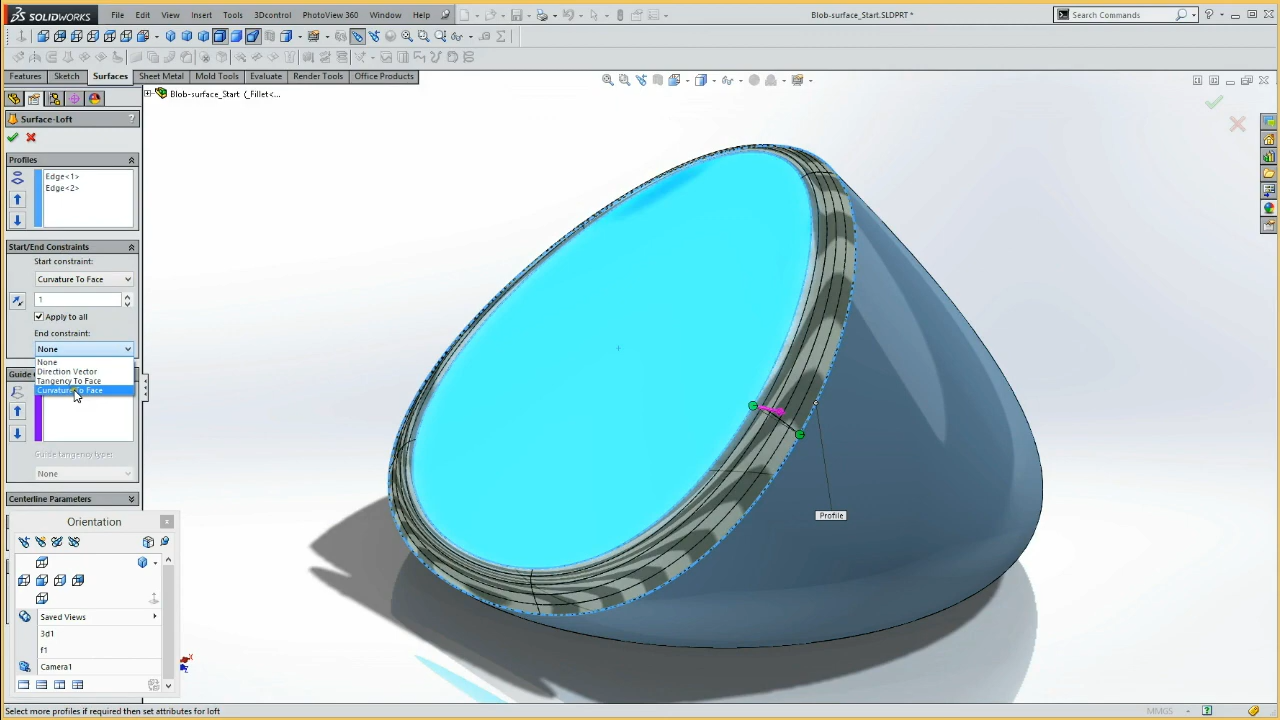 SOLIDWORKS File Edit View Insert Tools 3Dcontrol PhotoView 360 Window Help Blob-surface_Start.SLDPRT * Search Commands ?
Features Sketch Surfaces Sheet Metal Mold Tools Evaluate Render Tools Office Products
Blob-surface_Start (_Fillet<...
Surface-Loft ?
Profiles
Edge<1>
Edge<2>
Start/End Constraints
Start constraint:
Curvature To Face
1
Apply to all
End constraint:
None
None
Direction Vector
Tangency To Face
Curvature To Face
Guide
Guide tangency type:
None
Centerline Parameters
Orientation
Saved Views
3d1
f1
Camera1
Profile
Select more profiles if required then set attributes for loft
MMGS